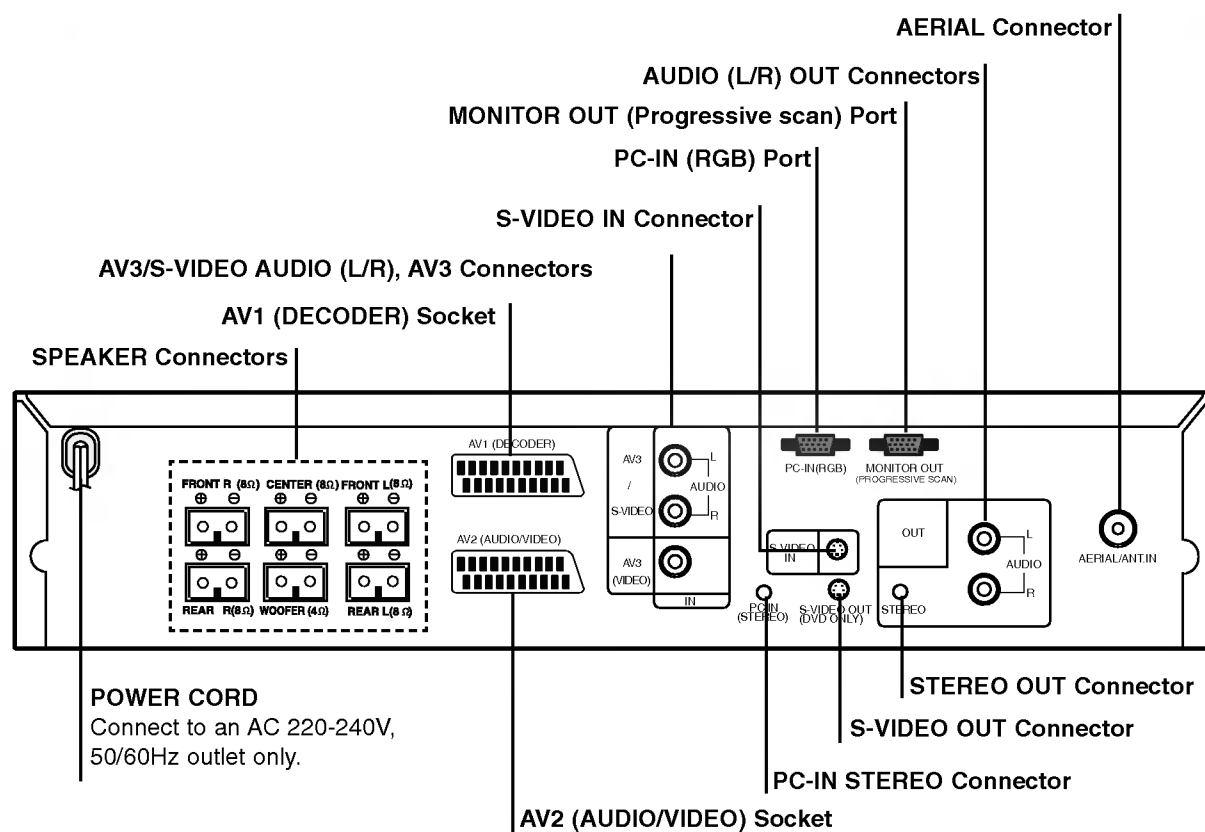 AERIAL Connector
AUDIO (L/R) OUT Connectors
MONITOR OUT (Progressive scan) Port
PC-IN (RGB) Port
S-VIDEO IN Connector
AV3/S-VIDEO AUDIO (L/R), AV3 Connectors
AV1 (DECODER) Socket
SPEAKER Connectors
FRONT R (8Ω) CENTER (8Ω) FRONT L(8Ω)
⊕ ⊖ ⊕ ⊖ ⊕ ⊖
⊕ ⊖ ⊕ ⊖ ⊕ ⊖
REAR R(8Ω) WOOFER (4Ω) REAR L(8Ω)
AV1 (DECODER)
AV2 (AUDIO/VIDEO)
AV3
/
S-VIDEO
L
AUDIO
R
AV3
(VIDEO)
IN
PC-IN(RGB)
MONITOR OUT
(PROGRESSIVE SCAN)
S-VIDEO
IN
PC IN
(STEREO)
S-VIDEO OUT
(DVD ONLY)
OUT
STEREO
L
AUDIO
R
AERIAL/ANT.IN
POWER CORD
Connect to an AC 220-240V,
50/60Hz outlet only.
STEREO OUT Connector
S-VIDEO OUT Connector
PC-IN STEREO Connector
AV2 (AUDIO/VIDEO) Socket